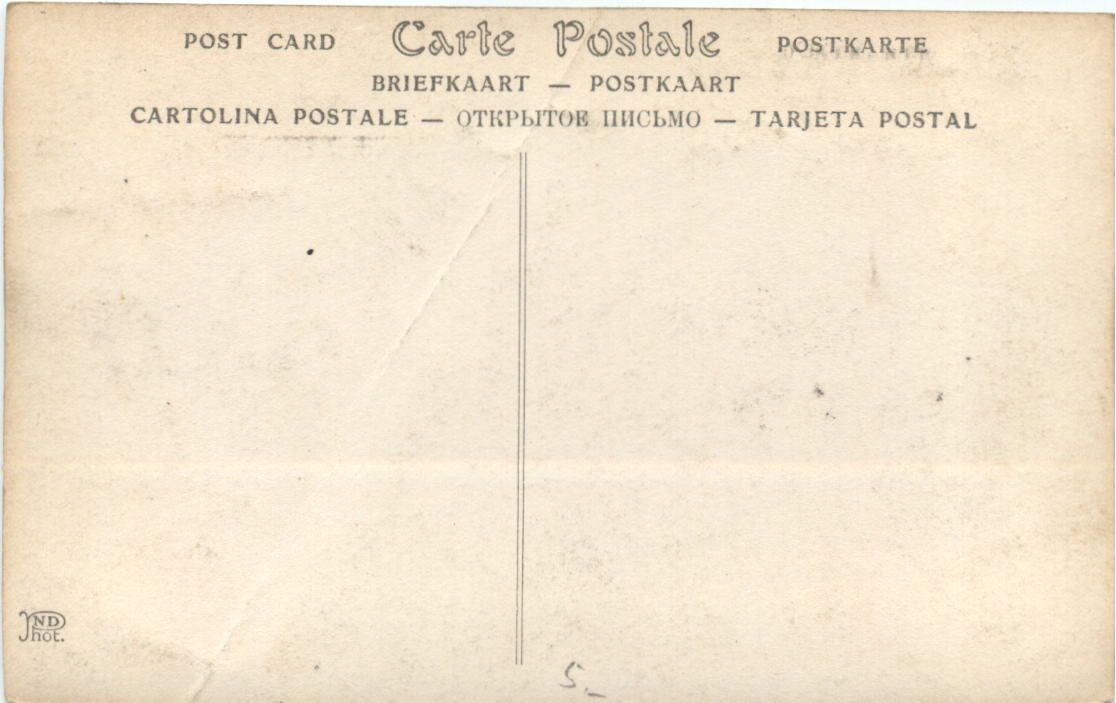 POST CARD Carte Postale POSTKARTE
BRIEFKAART — POSTKAART
CARTOLINA POSTALE — ОТКРЫТОЕ ПИСЬМО — TARJETA POSTAL
ND
Phot.
5.-